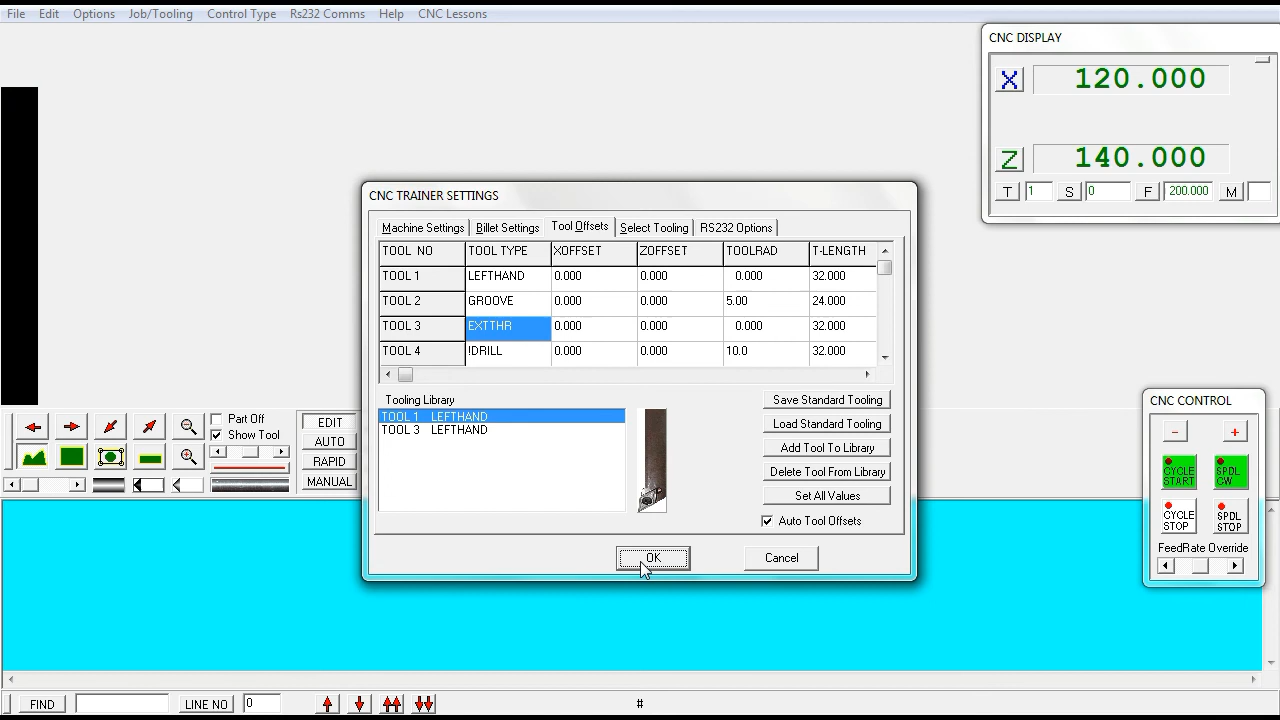 File Edit Options Job/Tooling Control Type Rs232 Comms Help CNC Lessons
CNC DISPLAY
X 120.000
Z 140.000
T 1 S 0 F 200.000 M
CNC TRAINER SETTINGS
Machine Settings Billet Settings Tool Offsets Select Tooling RS232 Options
TOOL NO TOOL TYPE XOFFSET ZOFFSET TOOLRAD T-LENGTH
TOOL 1 LEFTHAND 0.000 0.000 0.000 32.000
TOOL 2 GROOVE 0.000 0.000 5.00 24.000
TOOL 3 EXTTHR 0.000 0.000 0.000 32.000
TOOL 4 !DRILL 0.000 0.000 10.0 32.000
Tooling Library
TOOL 1 LEFTHAND
TOOL 3 LEFTHAND
Save Standard Tooling
Load Standard Tooling
Add Tool To Library
Delete Tool From Library
Set All Values
Auto Tool Offsets
OK Cancel
Part Off
Show Tool
EDIT
AUTO
RAPID
MANUAL
CNC CONTROL
- +
CYCLE START
SPDL CW
CYCLE STOP
SPDL STOP
FeedRate Override
FIND LINE NO 0 #